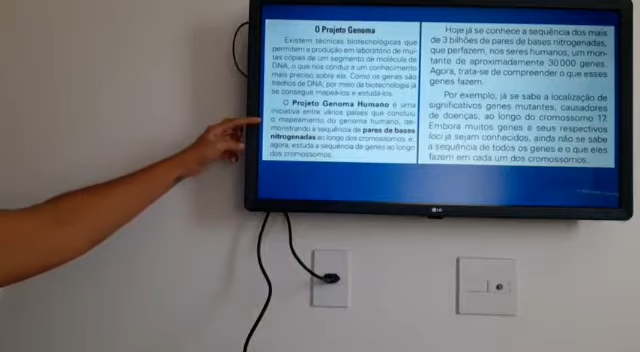 O Projeto Genoma
Existem técnicas biotecnológicas que
permitem a produção em laboratório de mui-
tas cópias de um segmento de molécula de
DNA, o que nos conduz a um conhecimento
mais preciso sobre ela. Como os genes são
trechos de DNA, por meio de biotecnologia já
se consegue mapeá-los e estudá-los.
O Projeto Genoma Humano é uma
iniciativa entre vários países que concluiu
o mapeamento do genoma humano, de-
monstrando a sequência de pares de bases
nitrogenadas ao longo dos cromossomos, e,
agora, estuda a sequência de genes ao longo
dos cromossomos.
Hoje já se conhece a sequência dos mais
de 3 bilhões de pares de bases nitrogenadas,
que perfazem, nos seres humanos, um mon-
tante de aproximadamente 30.000 genes.
Agora, trata-se de compreender o que esses
genes fazem.
Por exemplo, já se sabe a localização de
significativos genes mutantes, causadores
de doenças, ao longo do cromossomo 17.
Embora muitos genes e seus respectivos
loci já sejam conhecidos, ainda não se sabe
a sequência de todos os genes e o que eles
fazem em cada um dos cromossomos.
LG